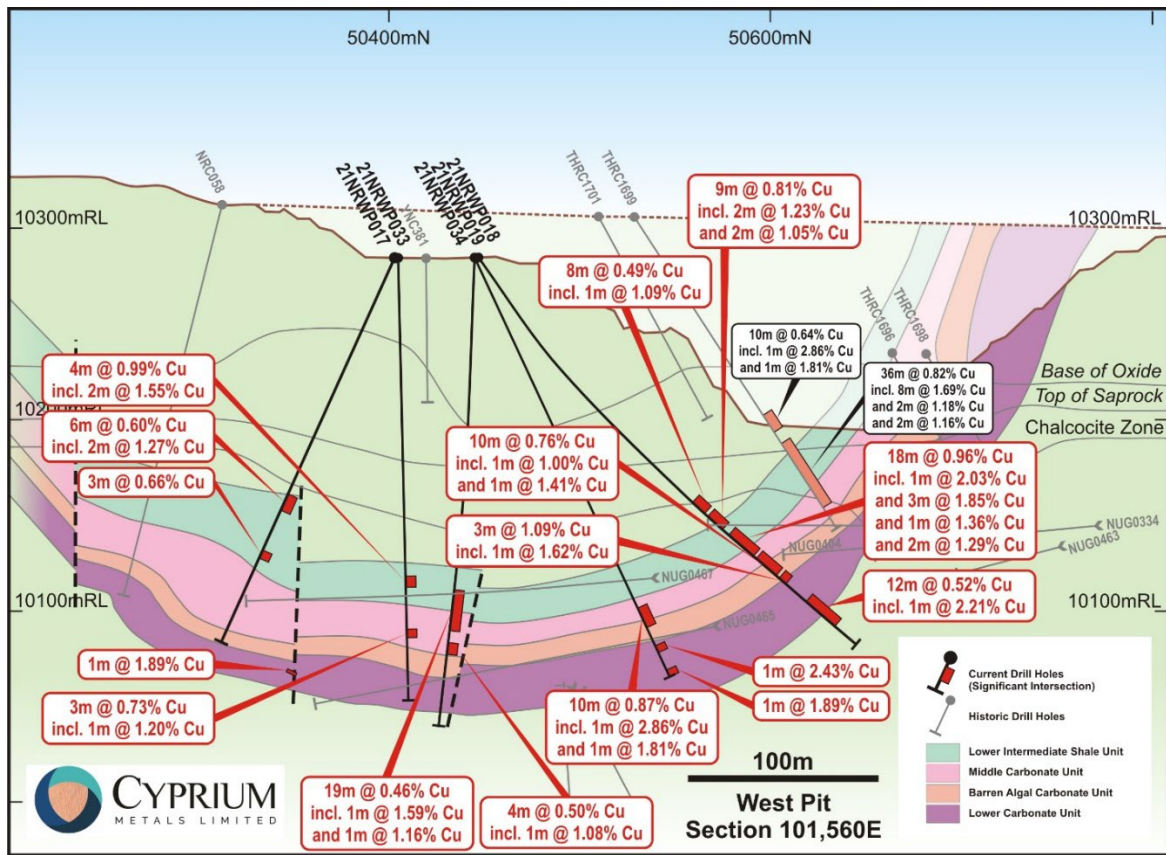 50400mN
50600mN
NRC058
21NRWP033
21NRWP017
YNC381
21NRWP018
21NRWP019
21NRWP034
THRC1701
THRC1699
10300mRL
10300mRL
9m @ 0.81% Cu
incl. 2m @ 1.23% Cu
and 2m @ 1.05% Cu
8m @ 0.49% Cu
incl. 1m @ 1.09% Cu
THRC1696
THRC1698
10m @ 0.64% Cu
incl. 1m @ 2.86% Cu
and 1m @ 1.81% Cu
36m @ 0.82% Cu
incl. 8m @ 1.69% Cu
and 2m @ 1.18% Cu
and 2m @ 1.16% Cu
Base of Oxide
Top of Saprock
Chalcocite Zone
4m @ 0.99% Cu
incl. 2m @ 1.55% Cu
10200mRL
6m @ 0.60% Cu
incl. 2m @ 1.27% Cu
3m @ 0.66% Cu
10m @ 0.76% Cu
incl. 1m @ 1.00% Cu
and 1m @ 1.41% Cu
18m @ 0.96% Cu
incl. 1m @ 2.03% Cu
and 3m @ 1.85% Cu
and 1m @ 1.36% Cu
and 2m @ 1.29% Cu
3m @ 1.09% Cu
incl. 1m @ 1.62% Cu
NUG0334
NUG0463
NUG0404
NUG0467
NUG0465
12m @ 0.52% Cu
incl. 1m @ 2.21% Cu
10100mRL
10100mRL
1m @ 1.89% Cu
3m @ 0.73% Cu
incl. 1m @ 1.20% Cu
1m @ 2.43% Cu
1m @ 1.89% Cu
10m @ 0.87% Cu
incl. 1m @ 2.86% Cu
and 1m @ 1.81% Cu
19m @ 0.46% Cu
incl. 1m @ 1.59% Cu
and 1m @ 1.16% Cu
4m @ 0.50% Cu
incl. 1m @ 1.08% Cu
100m
West Pit
Section 101,560E
Current Drill Holes
(Significant Intersection)
Historic Drill Holes
Lower Intermediate Shale Unit
Middle Carbonate Unit
Barren Algal Carbonate Unit
Lower Carbonate Unit
CYPRIUM
METALS LIMITED